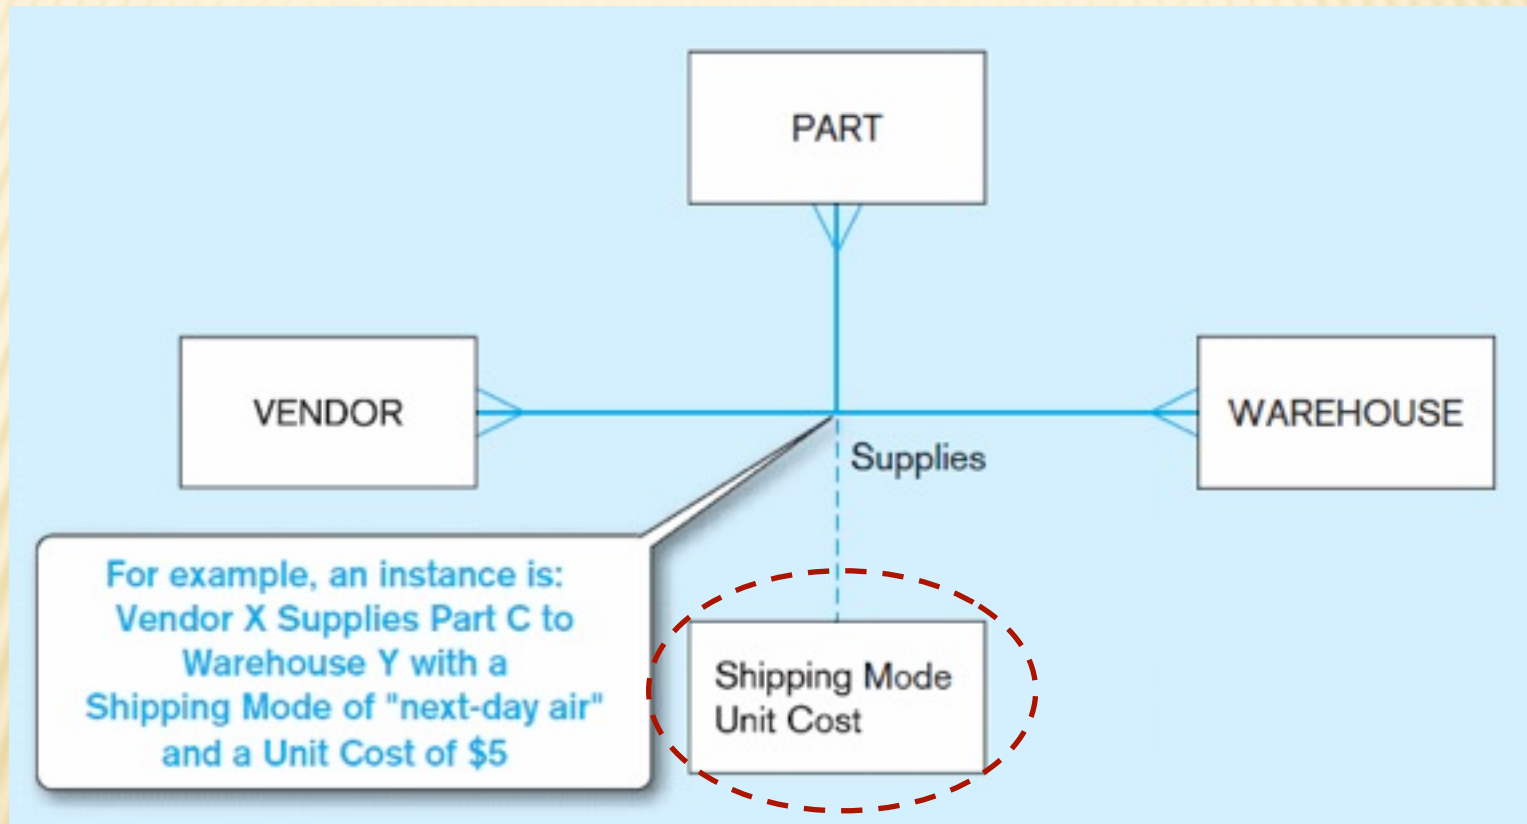 PART
VENDOR
WAREHOUSE
Supplies
For example, an instance is:
Vendor X Supplies Part C to
Warehouse Y with a
Shipping Mode of "next-day air"
and a Unit Cost of $5
Shipping Mode
Unit Cost